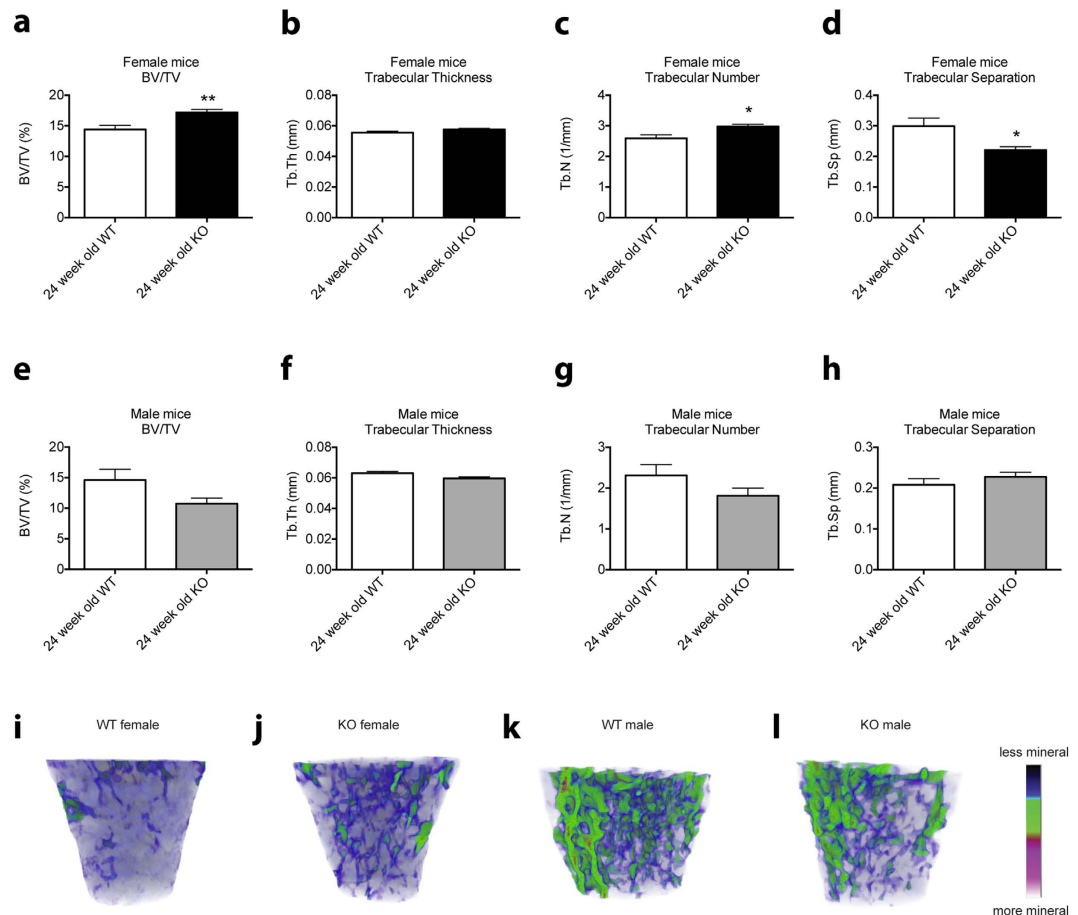 a
Female mice
BV/TV
BV/TV (%)
20
15
10
5
0
**
24 week old WT
24 week old KO
b
Female mice
Trabecular Thickness
Tb.Th (mm)
0.08
0.06
0.04
0.02
0.00
24 week old WT
24 week old KO
c
Female mice
Trabecular Number
Tb.N (1/mm)
4
3
2
1
0
*
24 week old WT
24 week old KO
d
Female mice
Trabecular Separation
Tb.Sp (mm)
0.4
0.3
0.2
0.1
0.0
*
24 week old WT
24 week old KO
e
Male mice
BV/TV
BV/TV (%)
20
15
10
5
0
24 week old WT
24 week old KO
f
Male mice
Trabecular Thickness
Tb.Th (mm)
0.08
0.06
0.04
0.02
0.00
24 week old WT
24 week old KO
g
Male mice
Trabecular Number
Tb.N (1/mm)
3
2
1
0
24 week old WT
24 week old KO
h
Male mice
Trabecular Separation
Tb.Sp (mm)
0.3
0.2
0.1
0.0
24 week old WT
24 week old KO
i
WT female
j
KO female
k
WT male
l
KO male
less mineral
more mineral